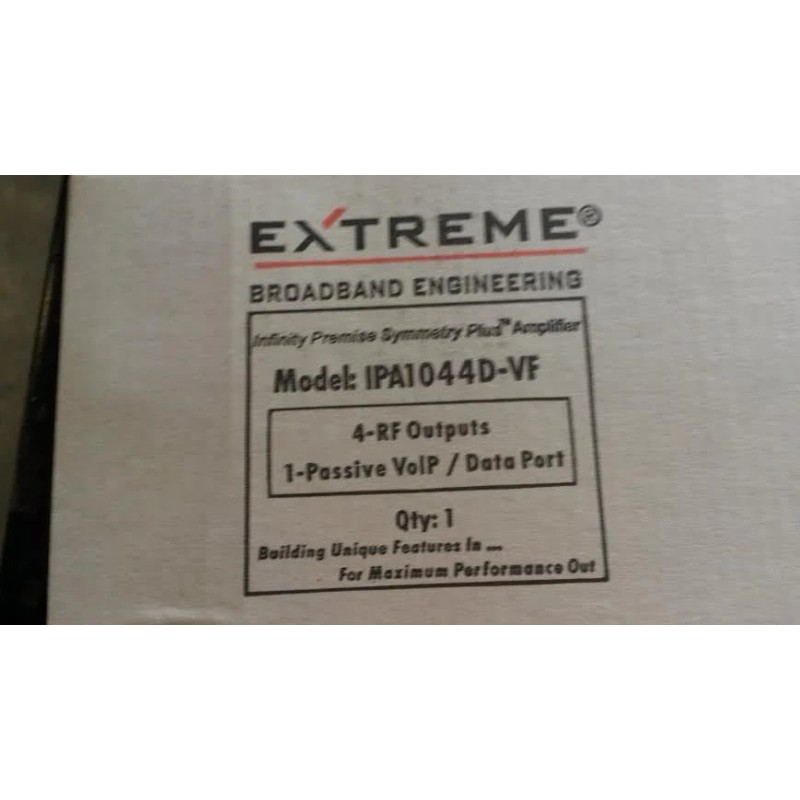 EXTREME®
BROADBAND ENGINEERING
Infinity Premise Symmetry Plus™ Amplifier
Model: IPA1044D-VF
4-RF Outputs
1-Passive VoIP / Data Port
Qty: 1
Building Unique Features In ...
For Maximum Performance Out